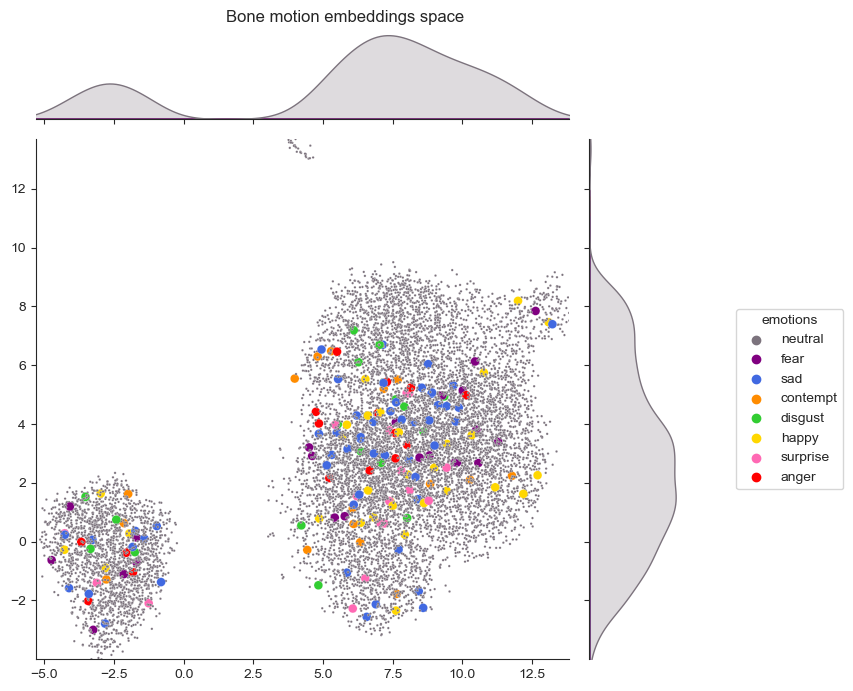 Bone motion embeddings space
12
10
8
6
4
2
0
−2
−5.0
−2.5
0.0
2.5
5.0
7.5
10.0
12.5
emotions
neutral
fear
sad
contempt
disgust
happy
surprise
anger